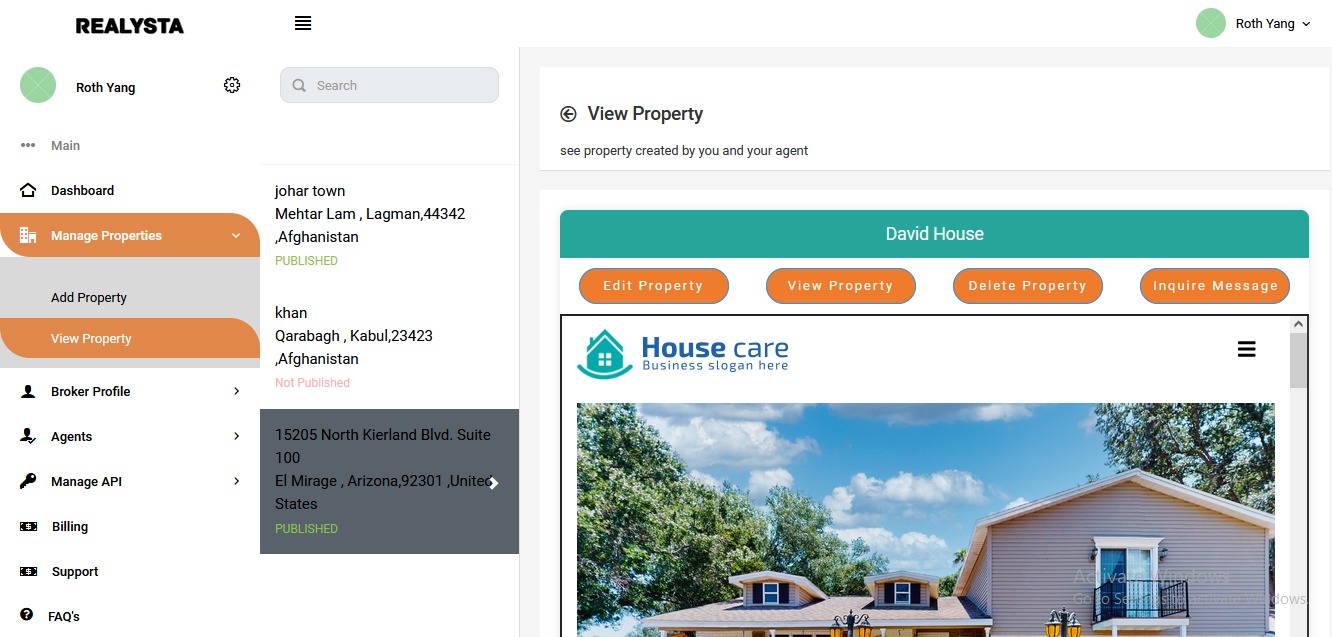 REALYSTA
Roth Yang
Roth Yang
Main
Dashboard
Manage Properties
Add Property
View Property
Broker Profile
Agents
Manage API
Billing
Support
FAQ's
Search
johar town
Mehtar Lam , Lagman,44342
,Afghanistan
PUBLISHED
khan
Qarabagh , Kabul,23423
,Afghanistan
Not Published
15205 North Kierland Blvd. Suite
100
El Mirage , Arizona,92301 ,United
States
PUBLISHED
View Property
see property created by you and your agent
David House
Edit Property
View Property
Delete Property
Inquire Message
House care
Business slogan here
Activate Windows
Go to Settings to activate Windows.